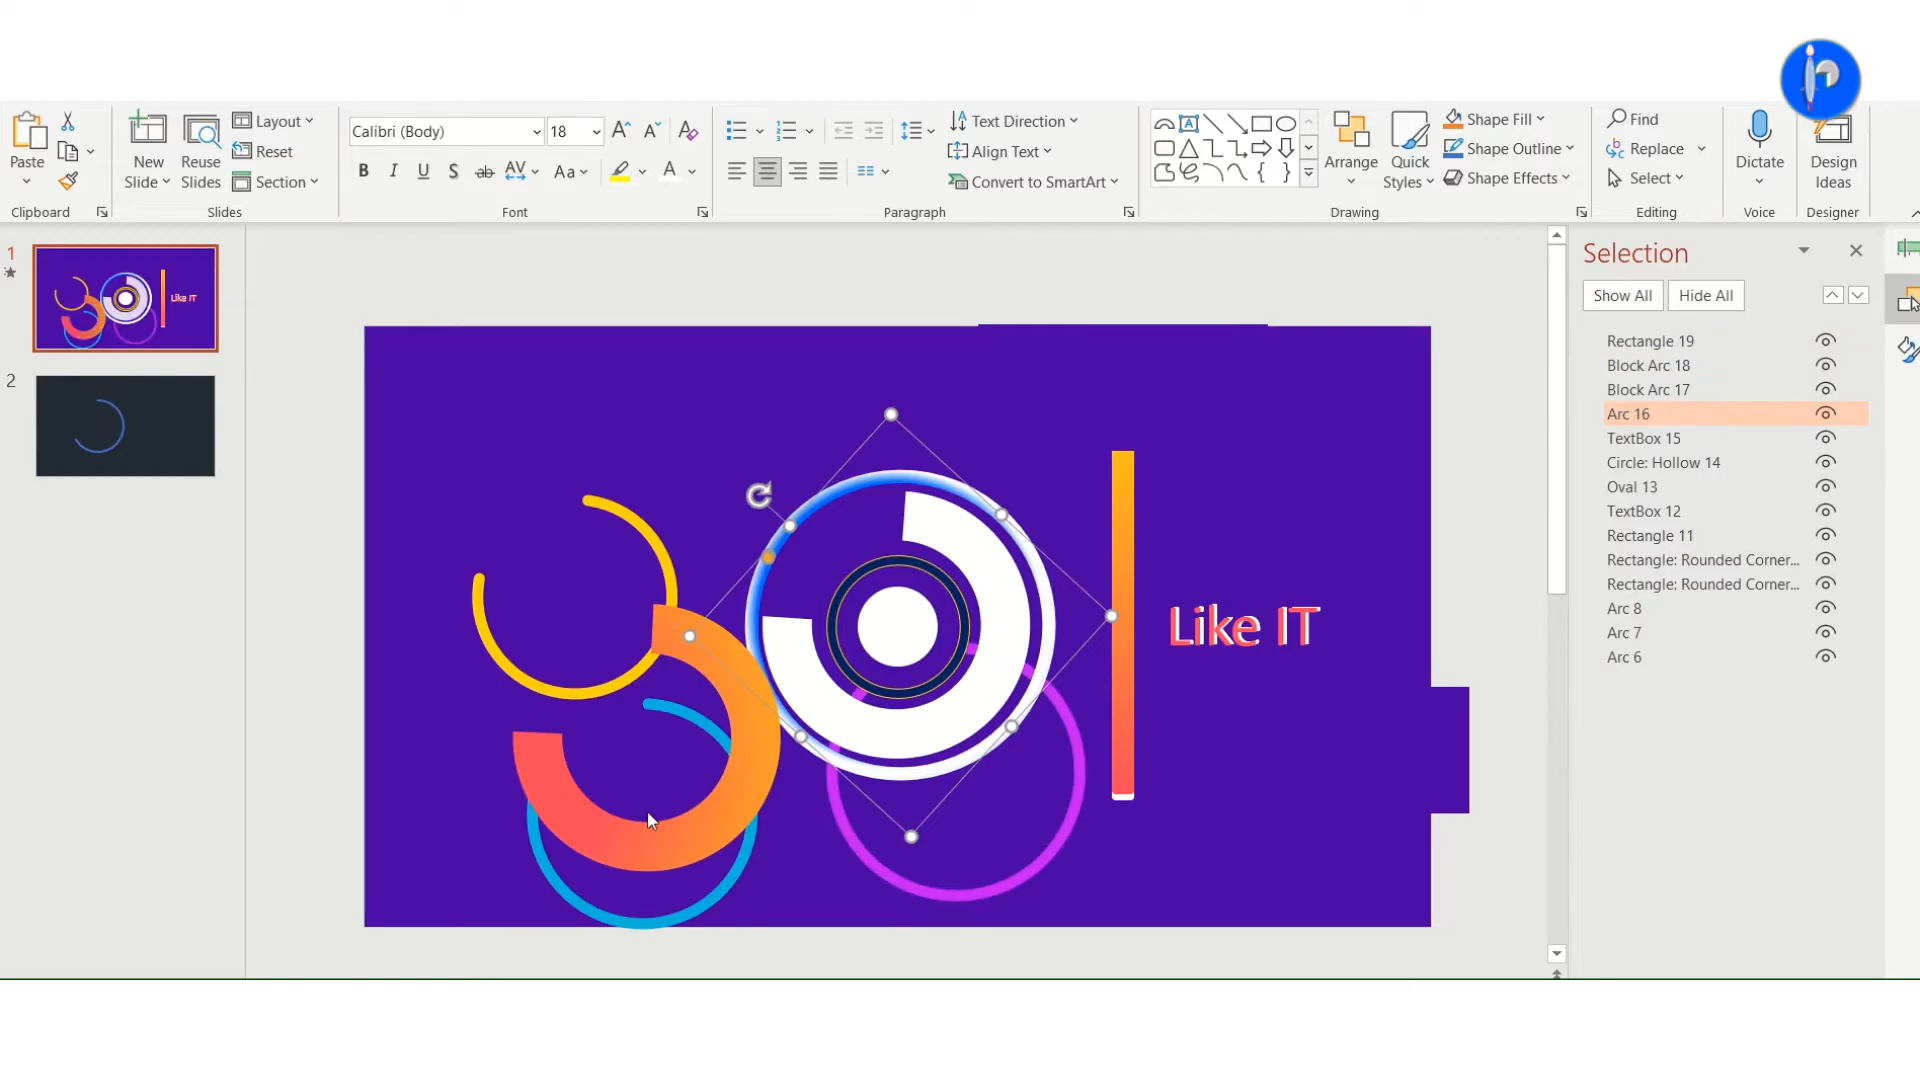 Paste
New
Slide
Reuse
Slides
Layout
Reset
Section
Calibri (Body)
18
B I U S ab AV Aa A
Text Direction
Align Text
Convert to SmartArt
Arrange
Quick
Styles
Shape Fill
Shape Outline
Shape Effects
Find
Replace
Select
Dictate
Design
Ideas
Clipboard
Slides
Font
Paragraph
Drawing
Editing
Voice
Designer
1
Like IT
2
Like IT
Selection
Show All
Hide All
Rectangle 19
Block Arc 18
Block Arc 17
Arc 16
TextBox 15
Circle: Hollow 14
Oval 13
TextBox 12
Rectangle 11
Rectangle: Rounded Corner...
Rectangle: Rounded Corner...
Arc 8
Arc 7
Arc 6